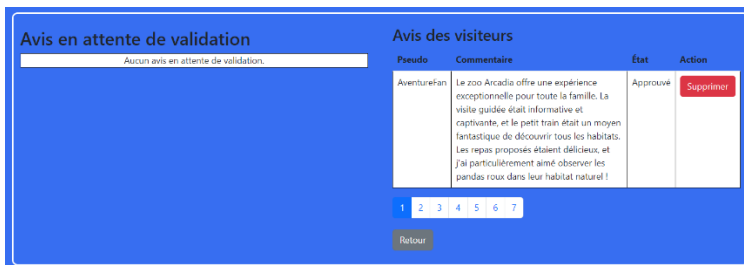 Avis en attente de validation
Aucun avis en attente de validation.
Avis des visiteurs
Pseudo Commentaire État Action
AventureFan Le zoo Arcadia offre une expérience Approuvé Supprimer
exceptionnelle pour toute la famille. La
visite guidée était informative et
captivante, et le petit train était un moyen
fantastique de découvrir tous les habitats.
Les repas proposés étaient délicieux, et
j'ai particulièrement aimé observer les
pandas roux dans leur habitat naturel !
1 2 3 4 5 6 7
Retour